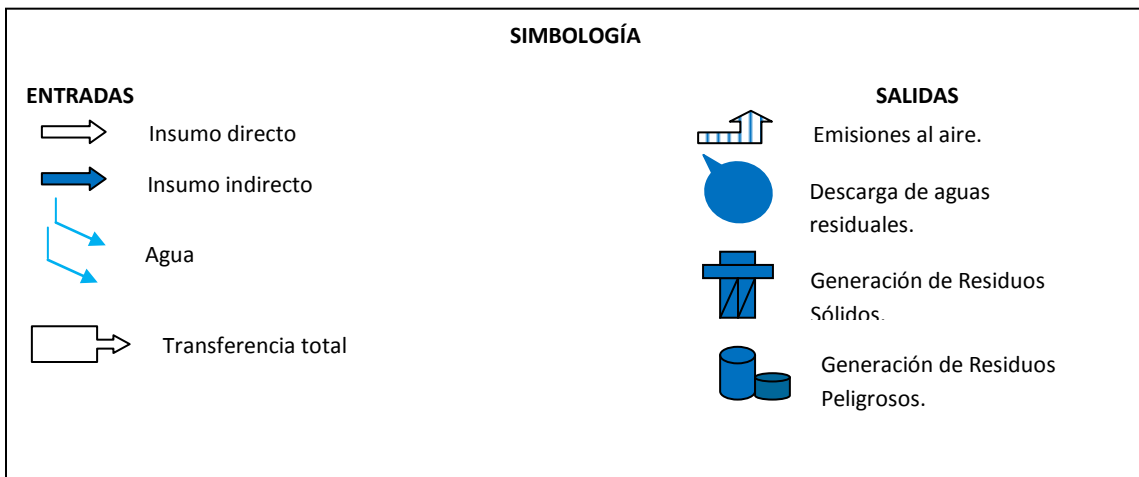 SIMBOLOGÍA
ENTRADAS
Insumo directo
Insumo indirecto
Agua
Transferencia total
SALIDAS
Emisiones al aire.
Descarga de aguas
residuales.
Generación de Residuos
Sólidos.
Generación de Residuos
Peligrosos.